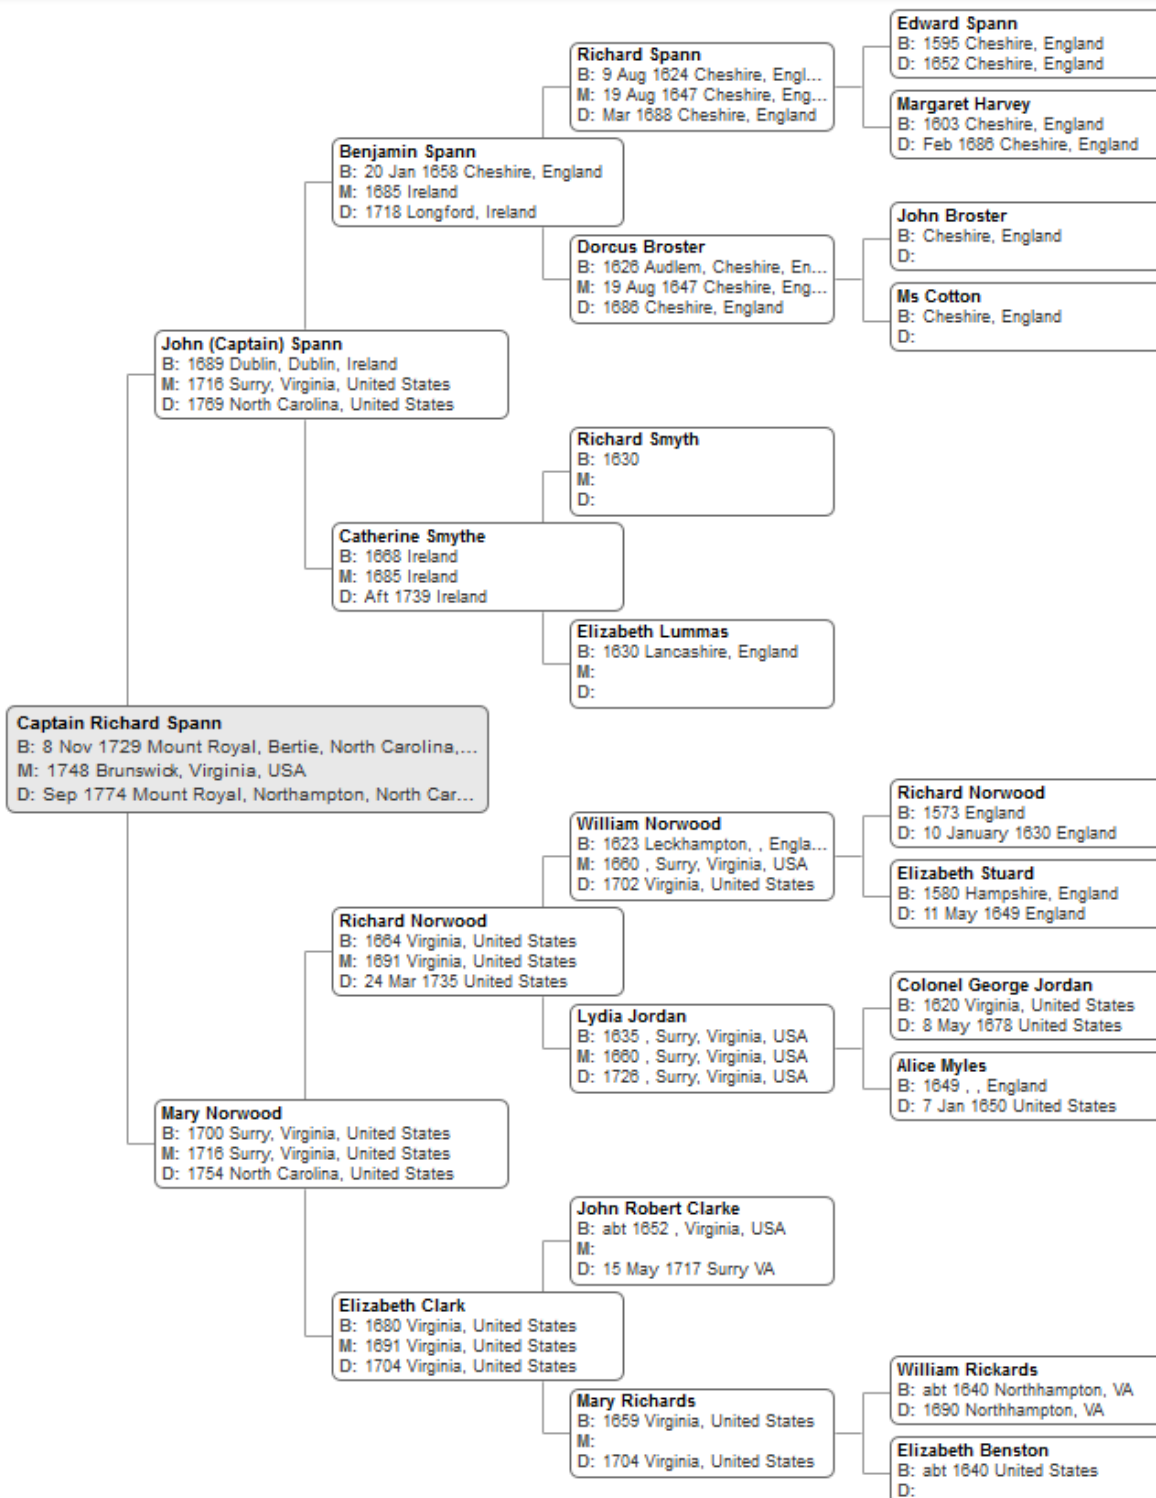 Edward Spann
B: 1595 Cheshire, England
D: 1652 Cheshire, England
Richard Spann
B: 9 Aug 1624 Cheshire, Engl...
M: 19 Aug 1647 Cheshire, Eng...
D: Mar 1688 Cheshire, England
Margaret Harvey
B: 1603 Cheshire, England
D: Feb 1686 Cheshire, England
Benjamin Spann
B: 20 Jan 1658 Cheshire, England
M: 1685 Ireland
D: 1718 Longford, Ireland
John Broster
B: Cheshire, England
D:
Dorcus Broster
B: 1626 Audlem, Cheshire, En...
M: 19 Aug 1647 Cheshire, Eng...
D: 1686 Cheshire, England
Ms Cotton
B: Cheshire, England
D:
John (Captain) Spann
B: 1689 Dublin, Dublin, Ireland
M: 1716 Surry, Virginia, United States
D: 1769 North Carolina, United States
Richard Smyth
B: 1630
M:
D:
Catherine Smythe
B: 1668 Ireland
M: 1685 Ireland
D: Aft 1739 Ireland
Elizabeth Lummas
B: 1630 Lancashire, England
M:
D:
Captain Richard Spann
B: 8 Nov 1729 Mount Royal, Bertie, North Carolina,...
M: 1748 Brunswick, Virginia, USA
D: Sep 1774 Mount Royal, Northampton, North Car...
Richard Norwood
B: 1573 England
D: 10 January 1630 England
William Norwood
B: 1623 Leckhampton, , Engla...
M: 1660 , Surry, Virginia, USA
D: 1702 Virginia, United States
Elizabeth Stuard
B: 1580 Hampshire, England
D: 11 May 1649 England
Richard Norwood
B: 1664 Virginia, United States
M: 1691 Virginia, United States
D: 24 Mar 1735 United States
Colonel George Jordan
B: 1620 Virginia, United States
D: 8 May 1678 United States
Lydia Jordan
B: 1635 , Surry, Virginia, USA
M: 1660 , Surry, Virginia, USA
D: 1726 , Surry, Virginia, USA
Alice Myles
B: 1649 , , England
D: 7 Jan 1650 United States
Mary Norwood
B: 1700 Surry, Virginia, United States
M: 1716 Surry, Virginia, United States
D: 1754 North Carolina, United States
John Robert Clarke
B: abt 1652 , Virginia, USA
M:
D: 15 May 1717 Surry VA
Elizabeth Clark
B: 1680 Virginia, United States
M: 1691 Virginia, United States
D: 1704 Virginia, United States
William Rickards
B: abt 1640 Northhampton, VA
D: 1690 Northhampton, VA
Mary Richards
B: 1659 Virginia, United States
M:
D: 1704 Virginia, United States
Elizabeth Benston
B: abt 1640 United States
D: